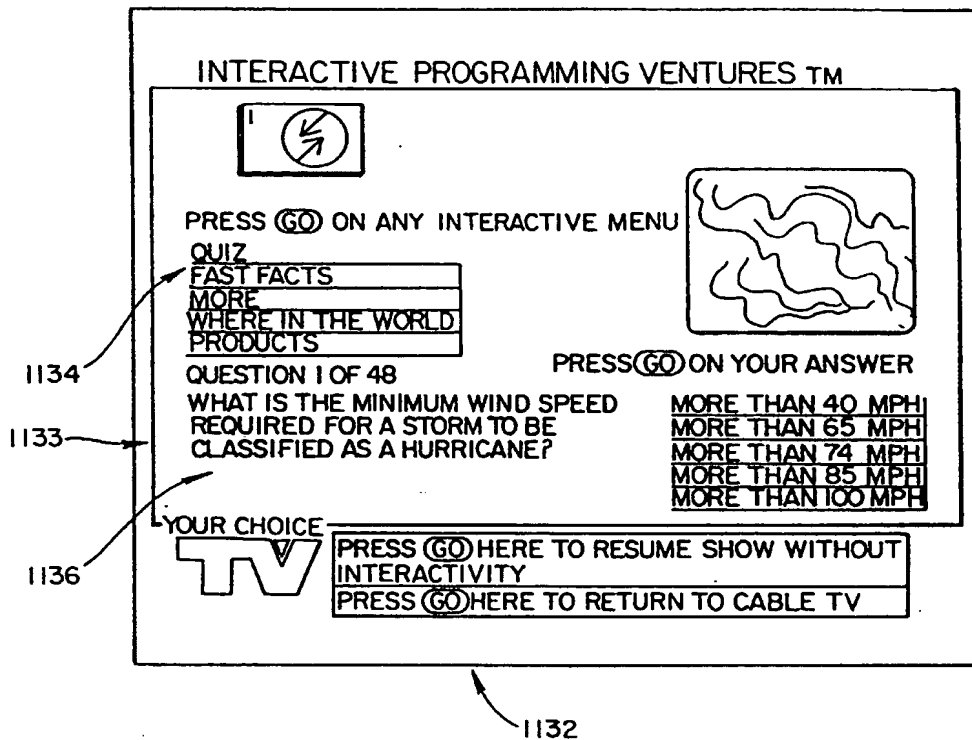 INTERACTIVE PROGRAMMING VENTURES TM
I
PRESS GO ON ANY INTERACTIVE MENU
QUIZ
FAST FACTS
MORE
WHERE IN THE WORLD
PRODUCTS
PRESS GO ON YOUR ANSWER
QUESTION 1 OF 48
WHAT IS THE MINIMUM WIND SPEED
REQUIRED FOR A STORM TO BE
CLASSIFIED AS A HURRICANE?
MORE THAN 40 MPH
MORE THAN 65 MPH
MORE THAN 74 MPH
MORE THAN 85 MPH
MORE THAN 100 MPH
YOUR CHOICE
TV
PRESS GO HERE TO RESUME SHOW WITHOUT
INTERACTIVITY
PRESS GO HERE TO RETURN TO CABLE TV
1134
1133
1136
1132